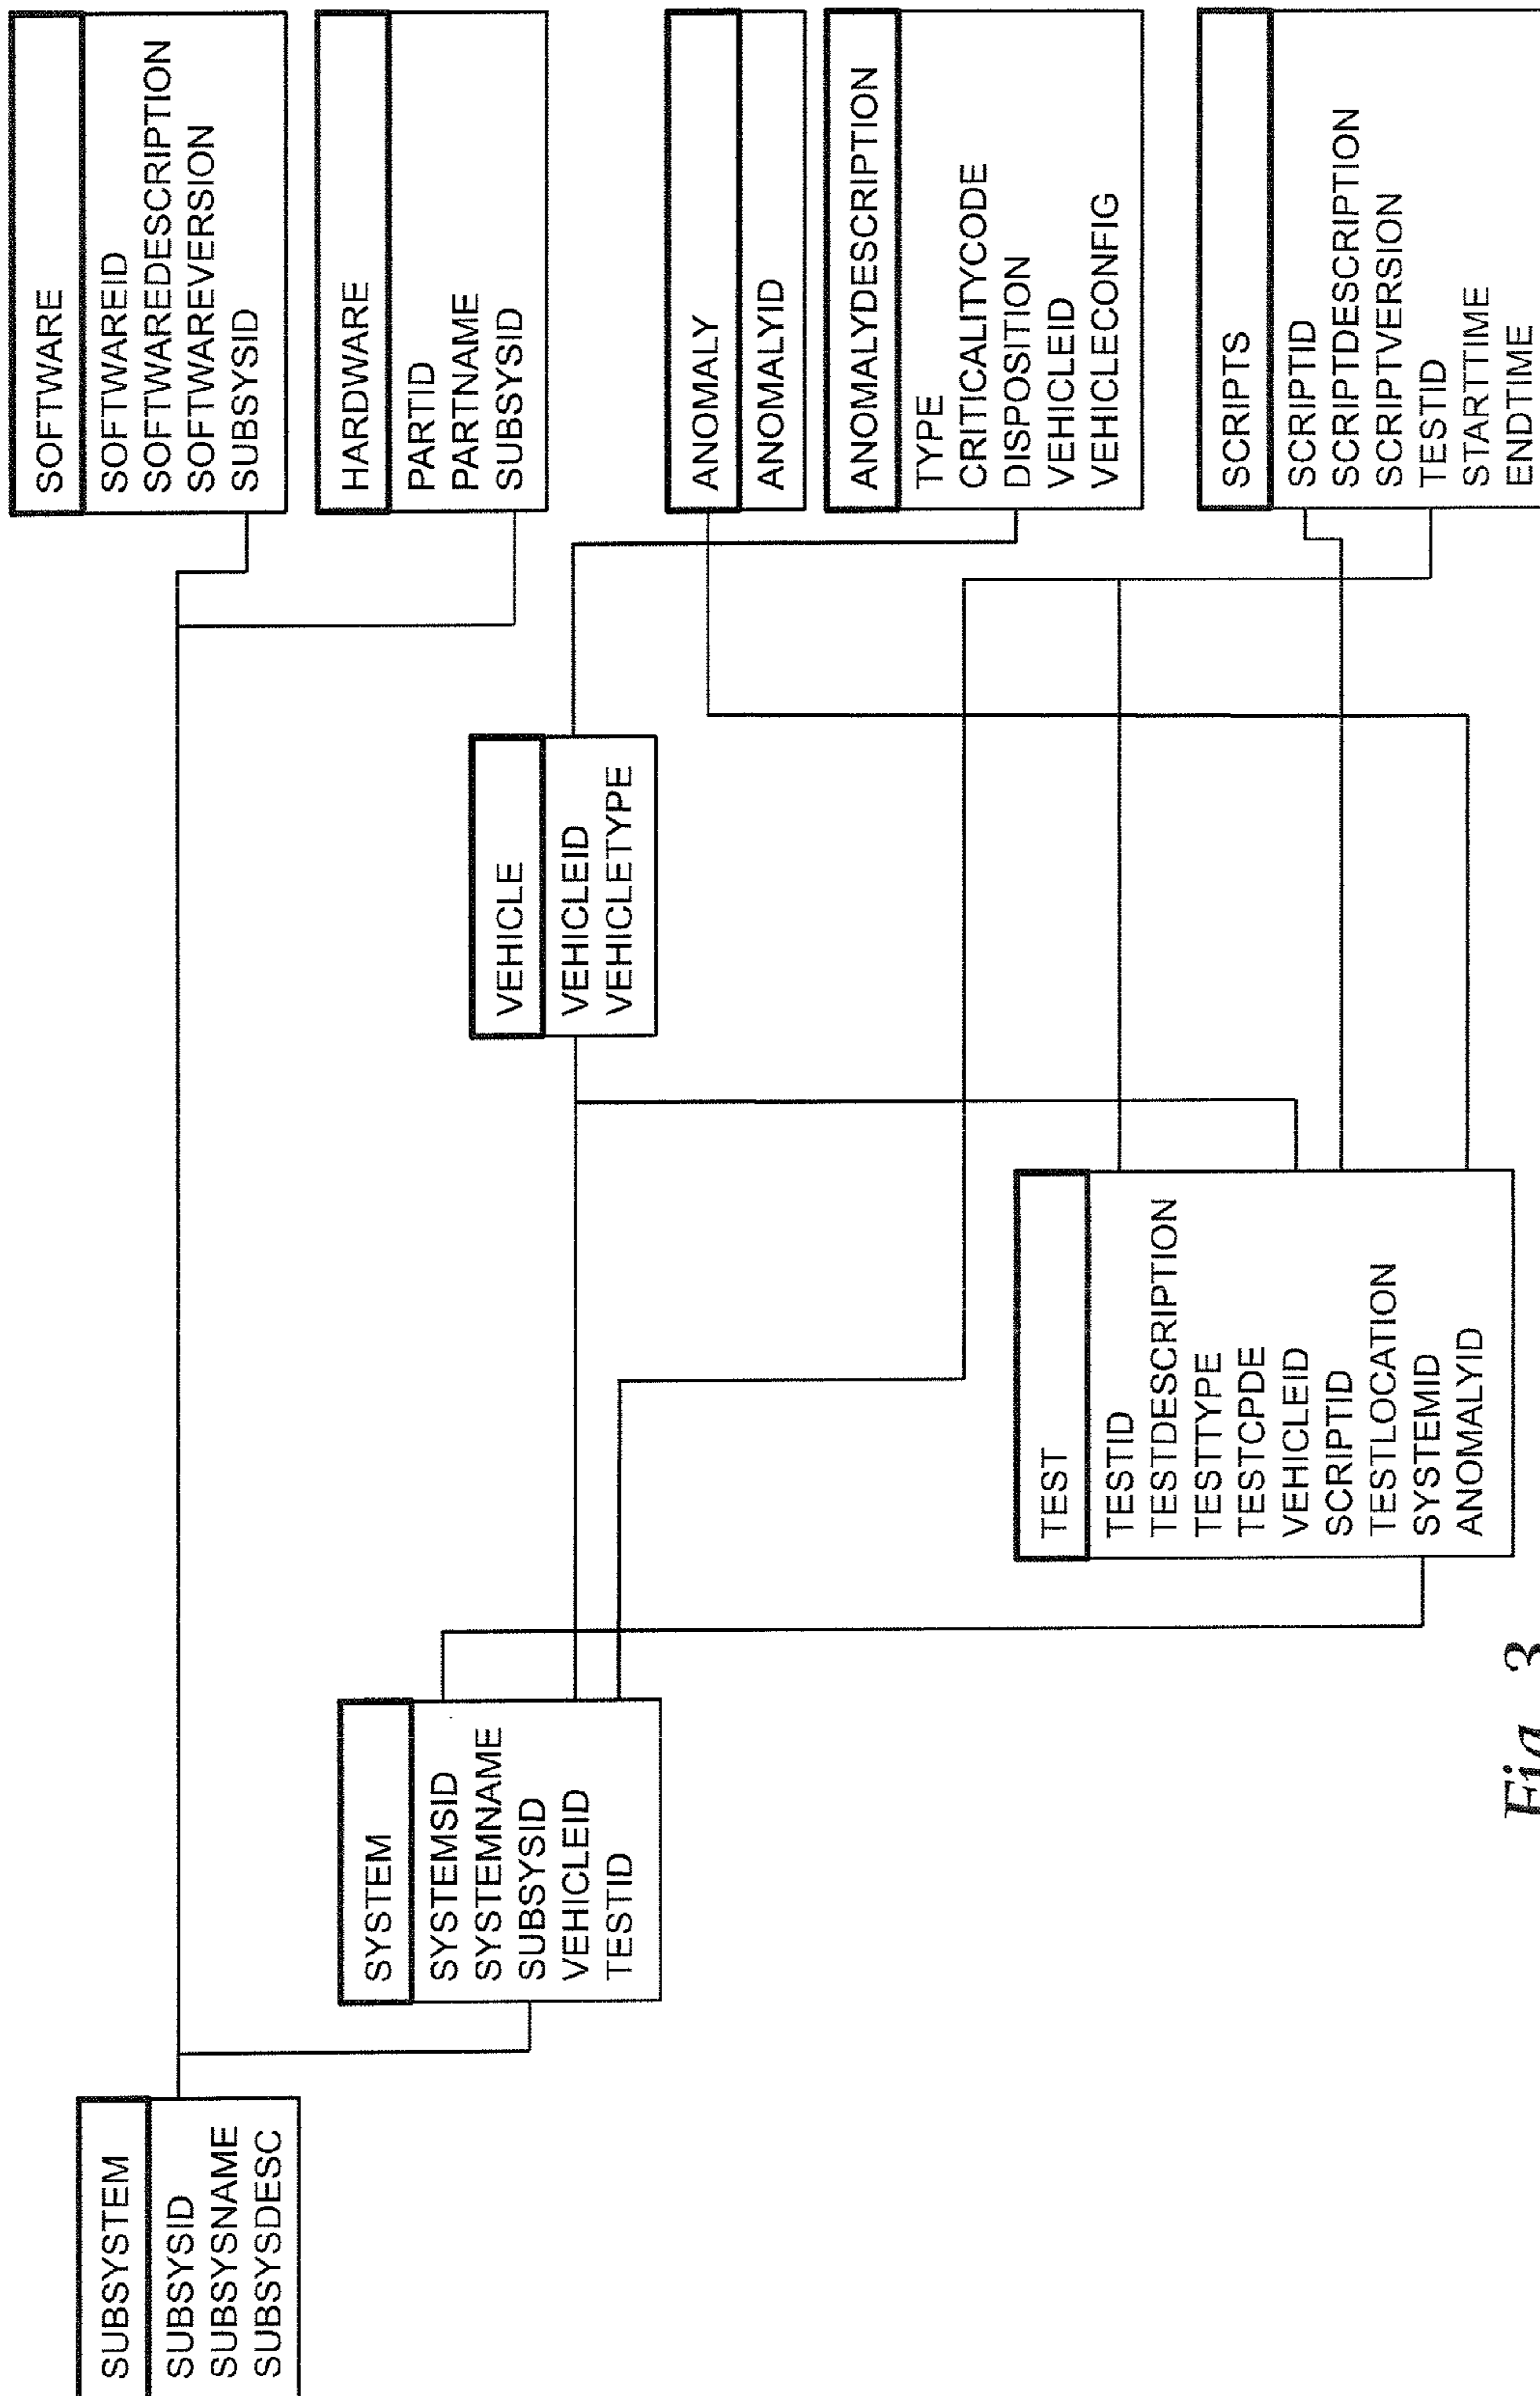 SUBSYSTEM
SUBSYSID
SUBSYSNAME
SUBSYSDESC
SYSTEM
SYSTEMSID
SYSTEMNAME
SUBSYSID
VEHICLEID
TESTID
TEST
TESTID
TESTDESCRIPTION
TESTTYPE
TESTCPDE
VEHICLEID
SCRIPTID
TESTLOCATION
SYSTEMID
ANOMALYID
VEHICLE
VEHICLEID
VEHICLETYPE
SOFTWARE
SOFTWAREID
SOFTWAREDESCRIPTION
SOFTWAREVERSION
SUBSYSID
HARDWARE
PARTID
PARTNAME
SUBSYSID
ANOMALY
ANOMALYID
ANOMALYDESCRIPTION
TYPE
CRITICALITYCODE
DISPOSITION
VEHICLEID
VEHICLECONFIG
SCRIPTS
SCRIPTID
SCRIPTDESCRIPTION
SCRIPTVERSION
TESTID
STARTTIME
ENDTIME
Fig. 3